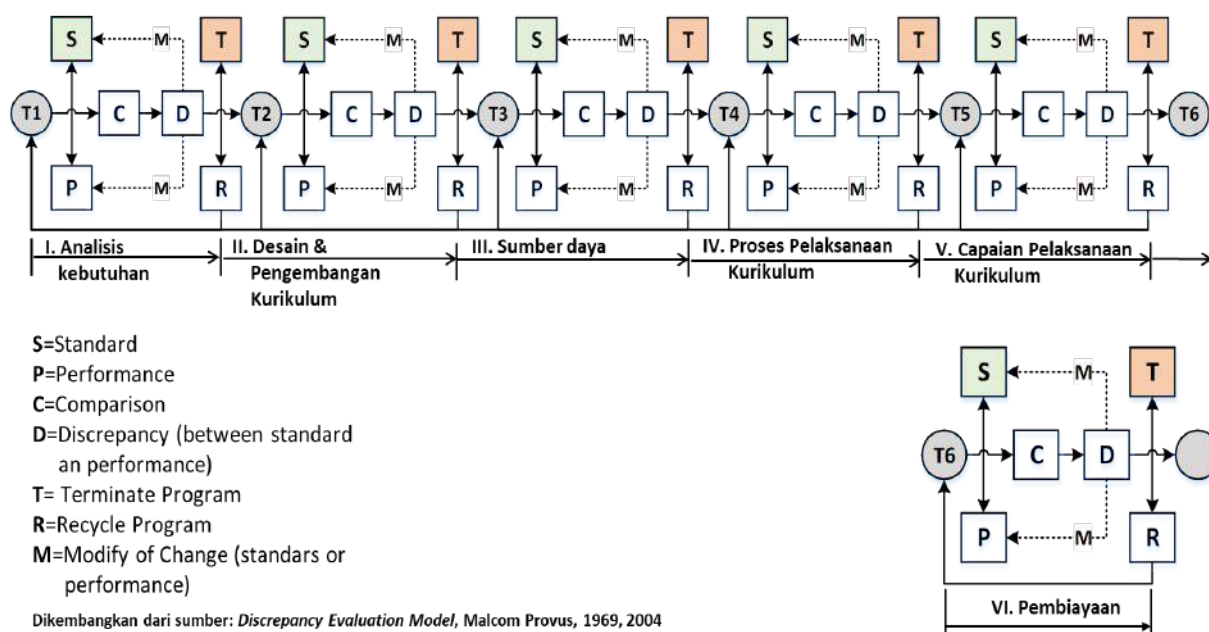 S M T S M T S M T S M T S M T
T1 C D T2 C D T3 C D T4 C D T5 C D T6
P M R P M R P M R P M R P M R
I. Analisis
kebutuhan
II. Desain &
Pengembangan
Kurikulum
III. Sumber daya
IV. Proses Pelaksanaan
Kurikulum
V. Capaian Pelaksanaan
Kurikulum
S=Standard
P=Performance
C=Comparison
D=Discrepancy (between standard
an performance)
T= Terminate Program
R=Recycle Program
M=Modify of Change (standars or
performance)
Dikembangkan dari sumber: Discrepancy Evaluation Model, Malcom Provus, 1969, 2004
S M T
T6 C D
P M R
VI. Pembiayaan